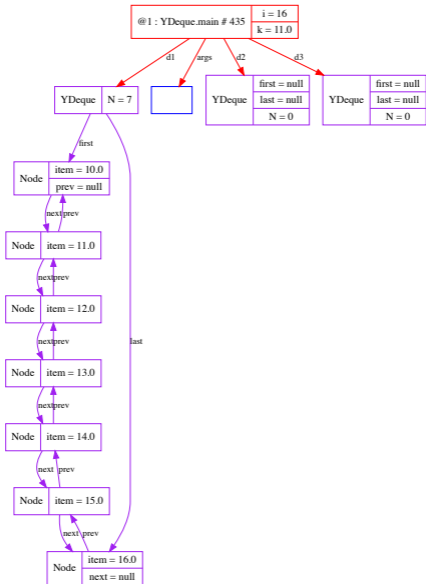 @1 : YDeque.main # 435
i = 16
k = 11.0
d1
args
d2
d3
YDeque
N = 7
YDeque
first = null
last = null
N = 0
YDeque
first = null
last = null
N = 0
first
Node
item = 10.0
prev = null
next prev
Node
item = 11.0
next prev
Node
item = 12.0
next prev
last
Node
item = 13.0
next prev
Node
item = 14.0
next prev
Node
item = 15.0
next prev
Node
item = 16.0
next = null